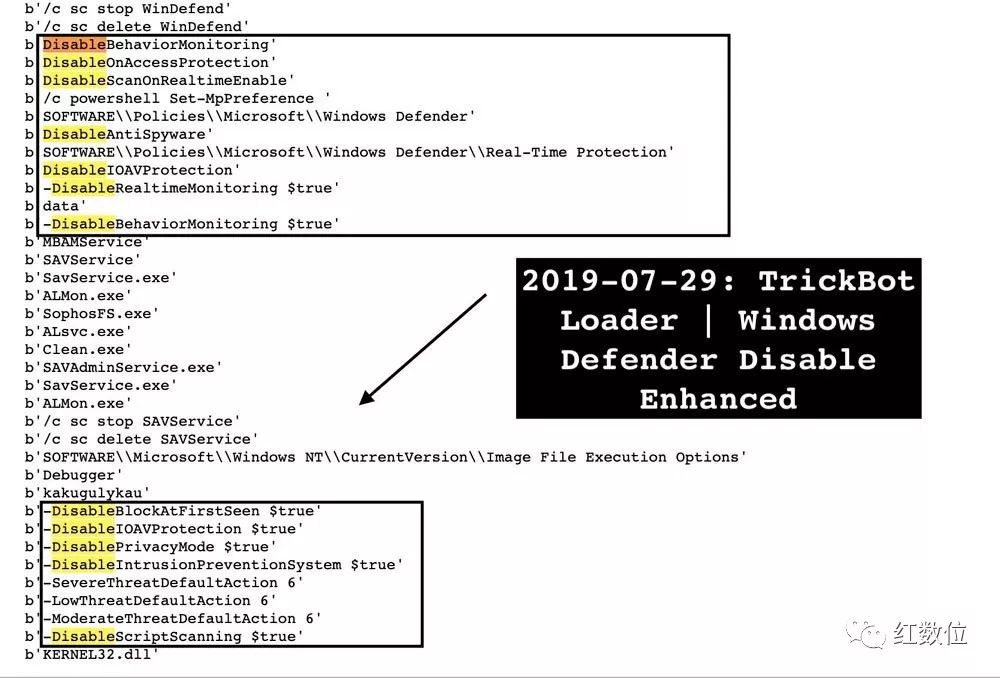 b'/c sc stop WinDefend'
b'/c sc delete WinDefend'
b'DisableBehaviorMonitoring'
b'DisableOnAccessProtection'
b'DisableScanOnRealtimeEnable'
b /c powershell Set-MpPreference '
b SOFTWARE\\Policies\\Microsoft\\Windows Defender'
b DisableAntiSpyware'
b SOFTWARE\\Policies\\Microsoft\\Windows Defender\\Real-Time Protection'
b DisableIOAVProtection'
b -DisableRealtimeMonitoring $true'
b data'
b -DisableBehaviorMonitoring $true'
b'MBAMService'
b'SAVService'
b'SavService.exe'
b'ALMon.exe'
b'SophosFS.exe'
b'ALsvc.exe'
b'Clean.exe'
b'SAVAdminService.exe'
b'SavService.exe'
b'ALMon.exe'
b'/c sc stop SAVService'
b'/c sc delete SAVService'
b'SOFTWARE\\Microsoft\\Windows NT\\CurrentVersion\\Image File Execution Options'
b'Debugger'
b'kakugulykau'
b'-DisableBlockAtFirstSeen $true'
b'-DisableIOAVProtection $true'
b'-DisablePrivacyMode $true'
b'-DisableIntrusionPreventionSystem $true'
b'-SevereThreatDefaultAction 6'
b'-LowThreatDefaultAction 6'
b'-ModerateThreatDefaultAction 6'
b'-DisableScriptScanning $true'
b'KERNEL32.dll'
2019-07-29: TrickBot
Loader | Windows
Defender Disable
Enhanced
红数位